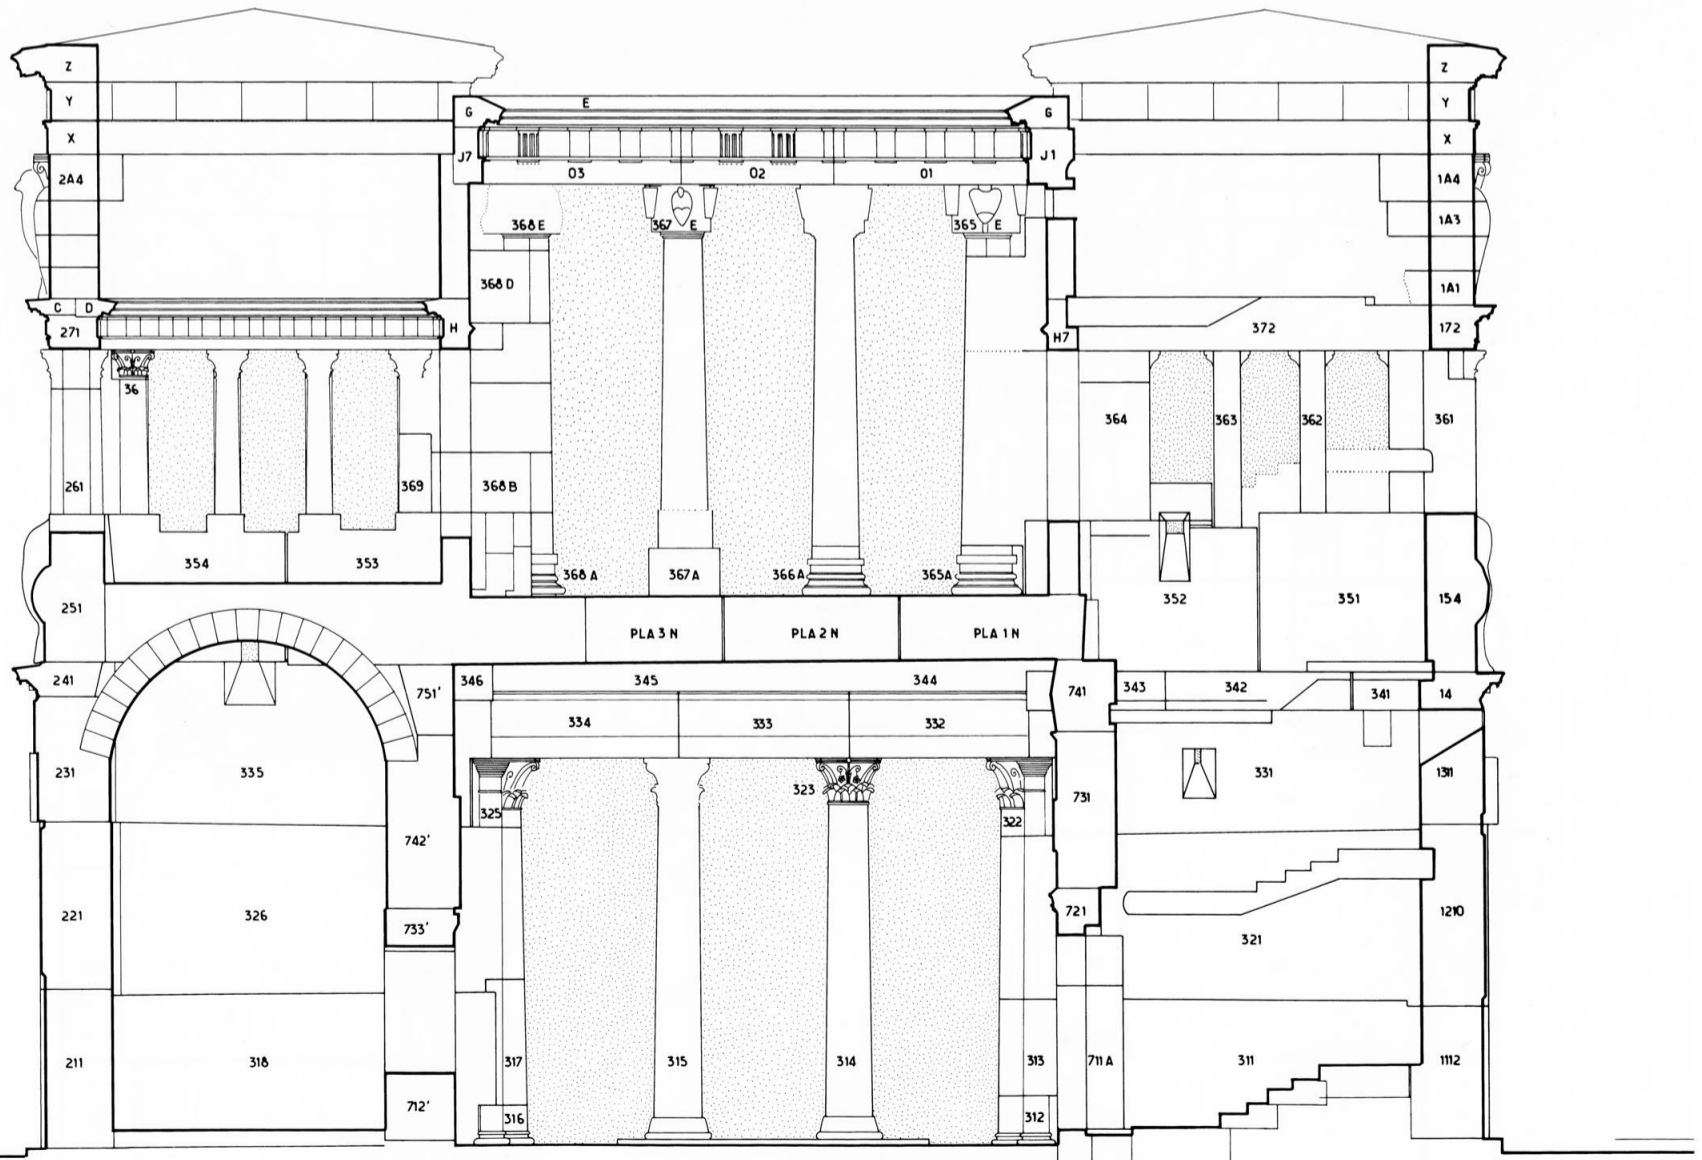 Z Z
Y E Y
G G
X X
J7 J1
2A4 03 02 01 1A4
368 E 367 E 365 E 1A3
368 D 1A1
C D
271 H H7 372 172
36
364 363 362 361
261 369 368 B
354 353 368 A 367 A 366 A 365 A
251 352 351 154
PLA 3 N PLA 2 N PLA 1 N
241 751' 346 345 344 741 343 342 341 14
334 333 332
231 335 331 1311
325 323 322 731
742'
221 326 733' 721 1210
321
211 318 317 315 314 313 711 A 311 1112
712' 316 312